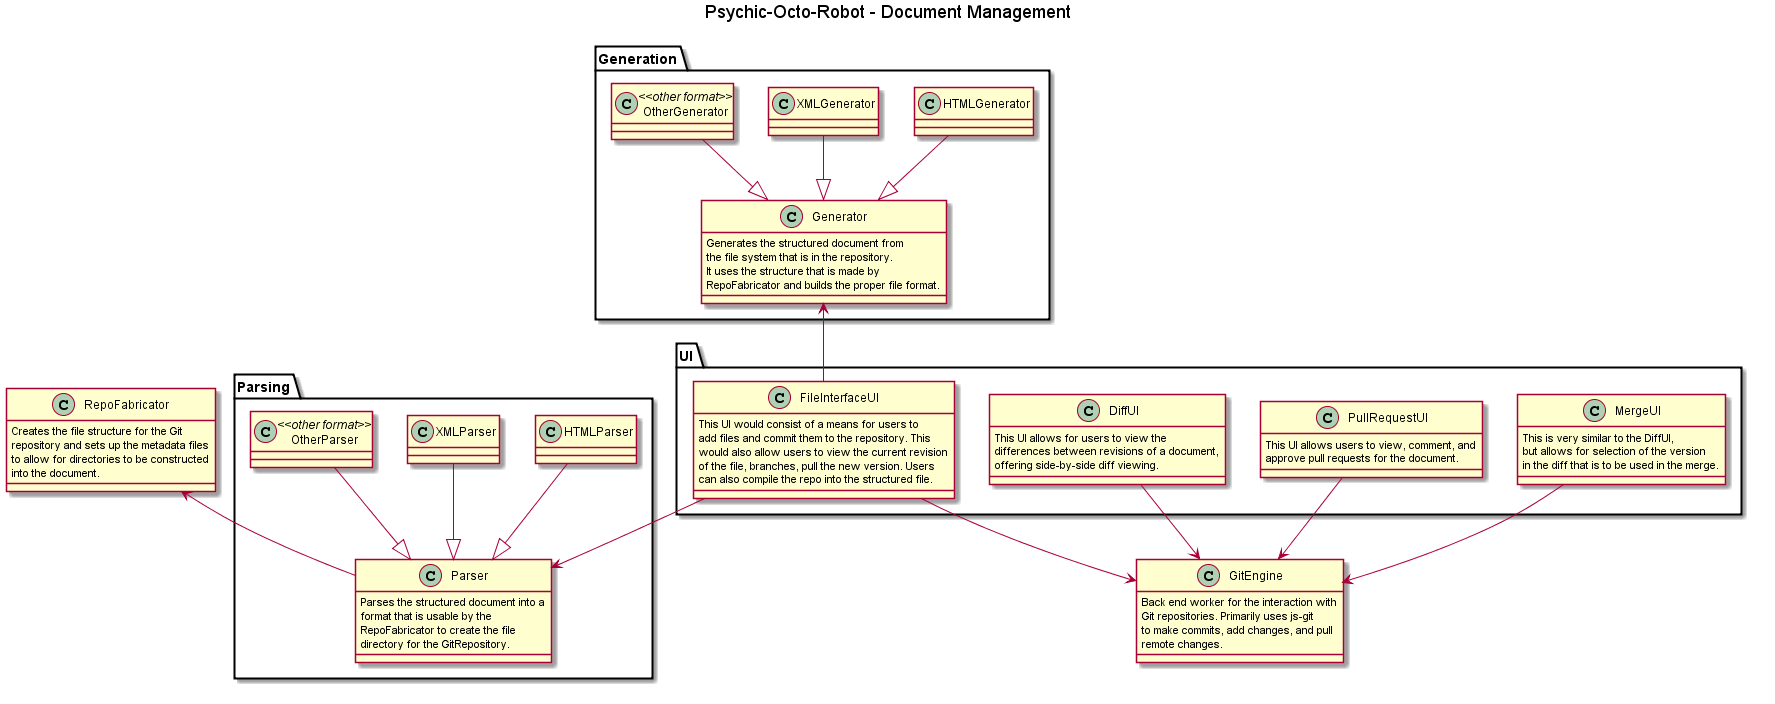 Psychic-Octo-Robot - Document Management
Generation
C
<<other format>>
OtherGenerator
C XMLGenerator
C HTMLGenerator
C Generator
Generates the structured document from
the file system that is in the repository.
It uses the structure that is made by
RepoFabricator and builds the proper file format.
UI
C FileInterfaceUI
This UI would consist of a means for users to
add files and commit them to the repository. This
would also allow users to view the current revision
of the file, branches, pull the new version. Users
can also compile the repo into the structured file.
C DiffUI
This UI allows for users to view the
differences between revisions of a document,
offering side-by-side diff viewing.
C PullRequestUI
This UI allows users to view, comment, and
approve pull requests for the document.
C MergeUI
This is very similar to the DiffUI,
but allows for selection of the version
in the diff that is to be used in the merge.
C RepoFabricator
Creates the file structure for the Git
repository and sets up the metadata files
to allow for directories to be constructed
into the document.
Parsing
C
<<other format>>
OtherParser
C XMLParser
C HTMLParser
C Parser
Parses the structured document into a
format that is usable by the
RepoFabricator to create the file
directory for the GitRepository.
C GitEngine
Back end worker for the interaction with
Git repositories. Primarily uses js-git
to make commits, add changes, and pull
remote changes.